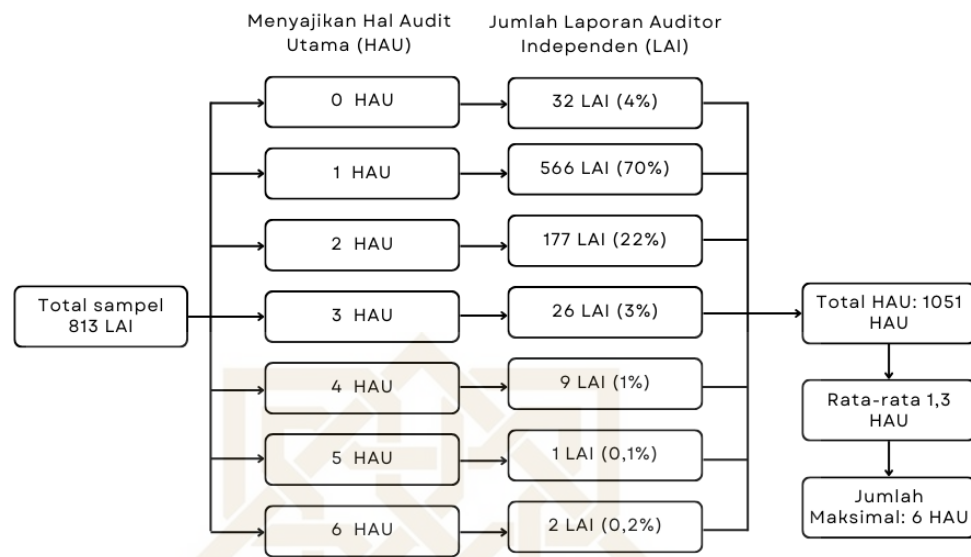 Menyajikan Hal Audit
Utama (HAU)
Jumlah Laporan Auditor
Independen (LAI)
Total sampel
813 LAI
0 HAU
32 LAI (4%)
1 HAU
566 LAI (70%)
2 HAU
177 LAI (22%)
3 HAU
26 LAI (3%)
4 HAU
9 LAI (1%)
5 HAU
1 LAI (0,1%)
6 HAU
2 LAI (0,2%)
Total HAU: 1051
HAU
Rata-rata 1,3
HAU
Jumlah
Maksimal: 6 HAU